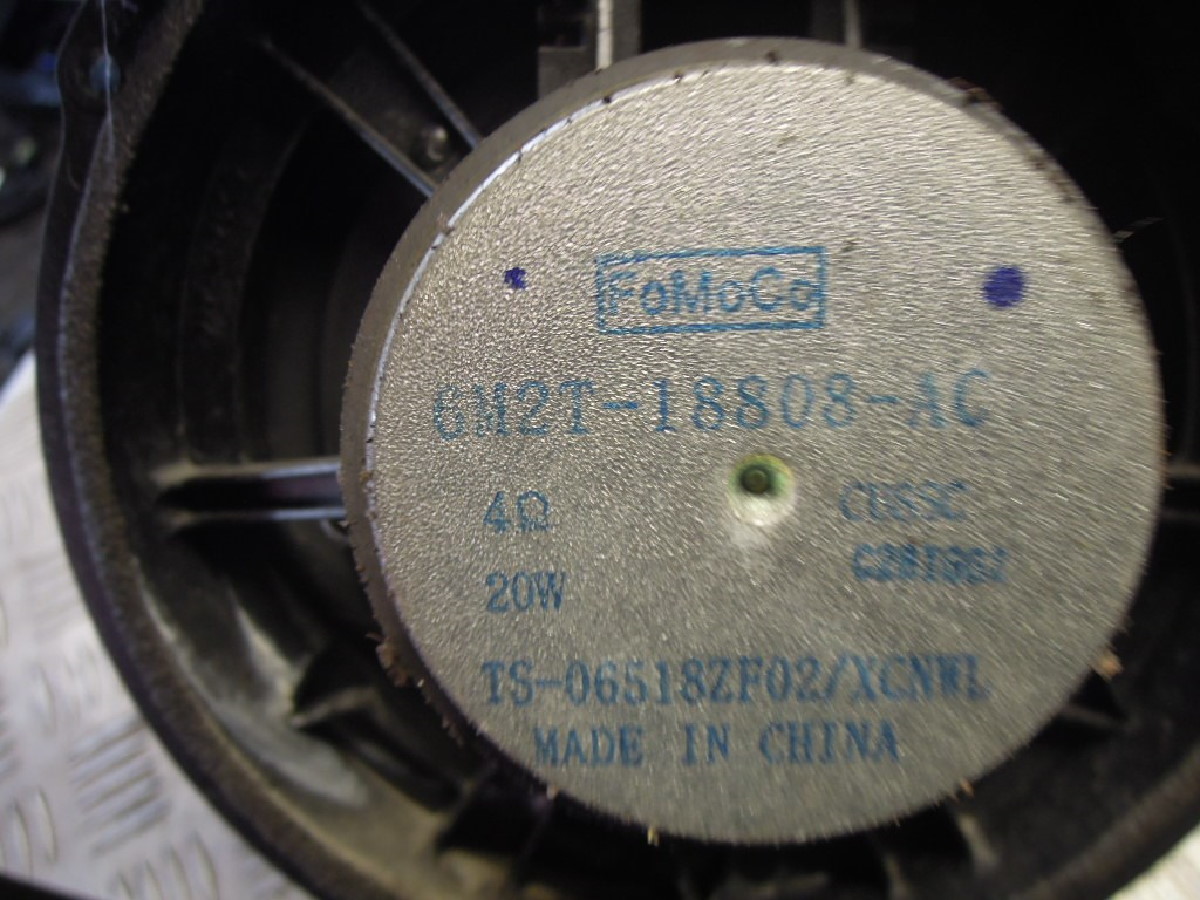 FoMoCo
6M2T-18808-AC
4Ω
20W
TS-06518ZF02/XCNWL
MADE IN CHINA